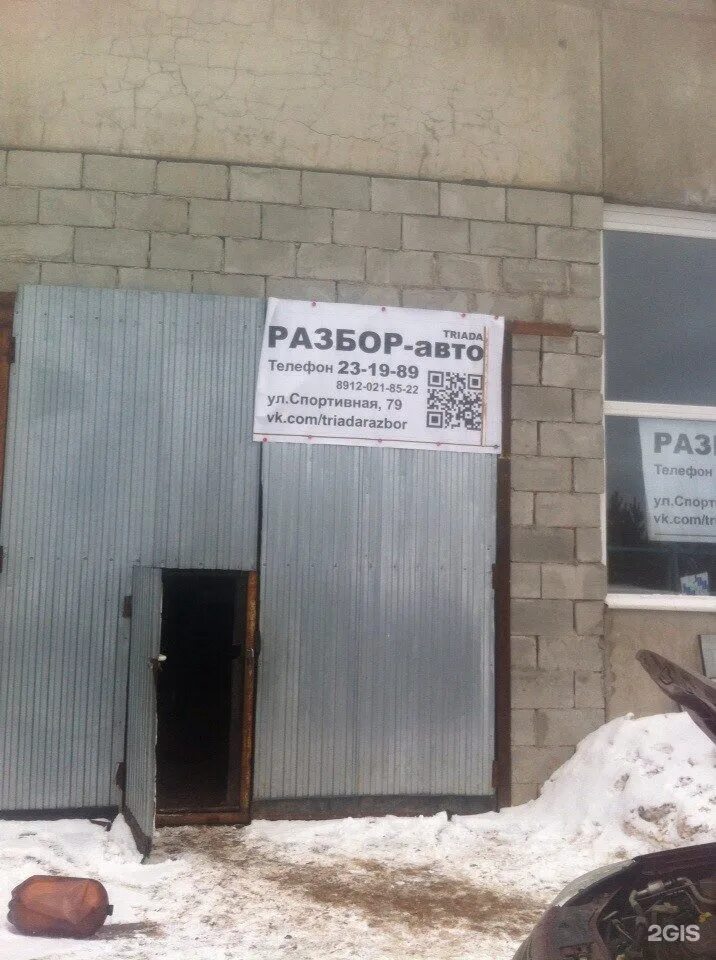 TRIADA
РАЗБОР-авто
Телефон 23-19-89
8912-021-85-22
ул.Спортивная, 79
vk.com/triadarazbor
РАЗ
Телефон
ул.Спорт
vk.com/tr
2GIS